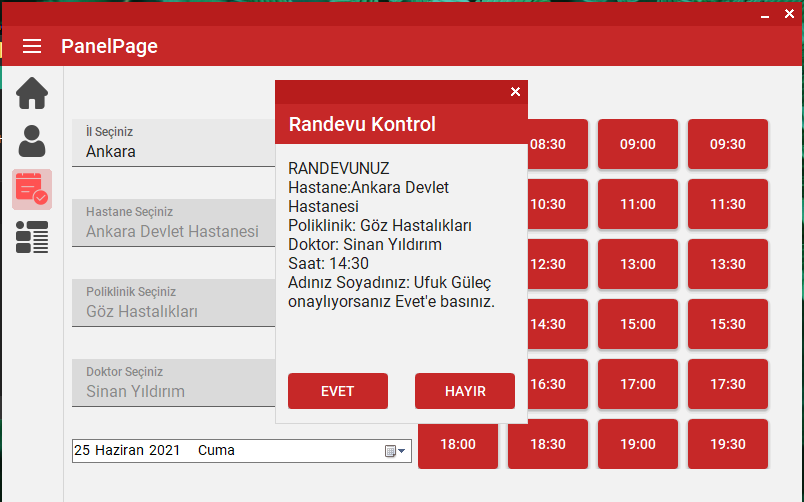 PanelPage
İl Seçiniz
Ankara
Hastane Seçiniz
Ankara Devlet Hastanesi
Poliklinik Seçiniz
Göz Hastalıkları
Doktor Seçiniz
Sinan Yıldırım
25 Haziran 2021 Cuma
Randevu Kontrol
RANDEVUNUZ
Hastane:Ankara Devlet
Hastanesi
Poliklinik: Göz Hastalıkları
Doktor: Sinan Yıldırım
Saat: 14:30
Adınız Soyadınız: Ufuk Güleç
onaylıyorsanız Evet'e basınız.
EVET HAYIR
08:30 09:00 09:30
10:30 11:00 11:30
12:30 13:00 13:30
14:30 15:00 15:30
16:30 17:00 17:30
18:00 18:30 19:00 19:30